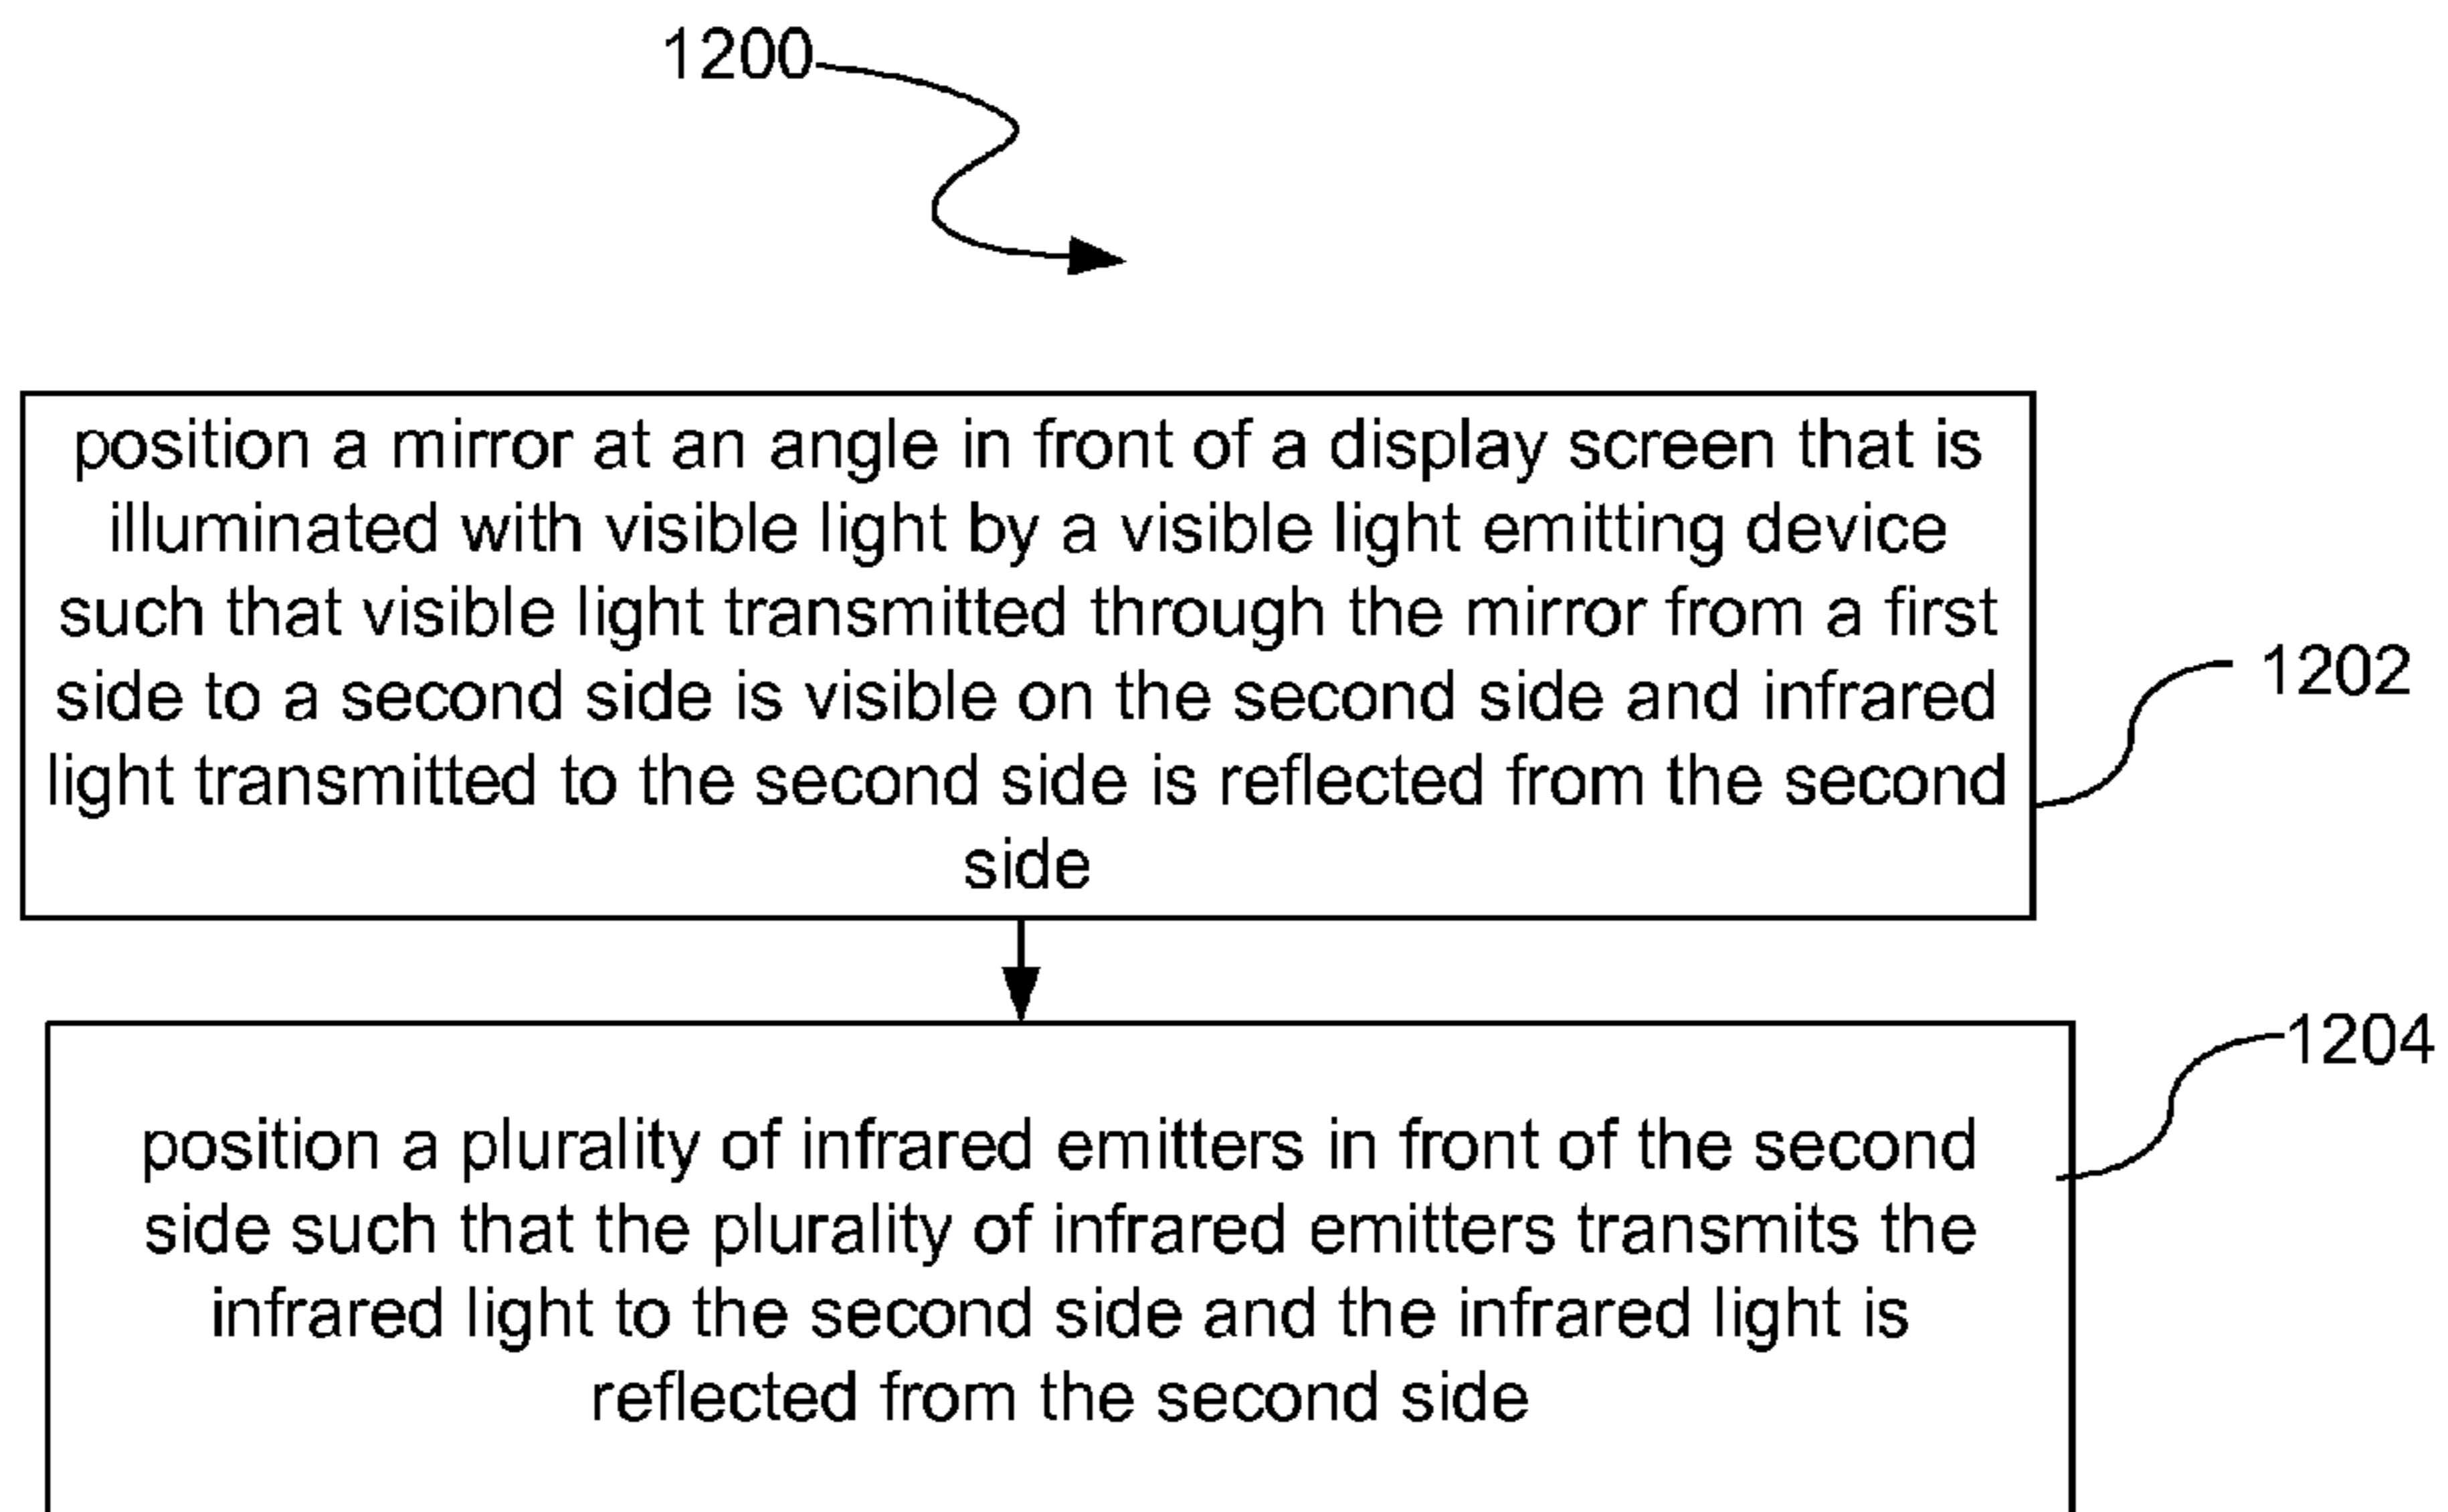 1200
position a mirror at an angle in front of a display screen that is
illuminated with visible light by a visible light emitting device
such that visible light transmitted through the mirror from a first
side to a second side is visible on the second side and infrared
light transmitted to the second side is reflected from the second
side
1202
1204
position a plurality of infrared emitters in front of the second
side such that the plurality of infrared emitters transmits the
infrared light to the second side and the infrared light is
reflected from the second side